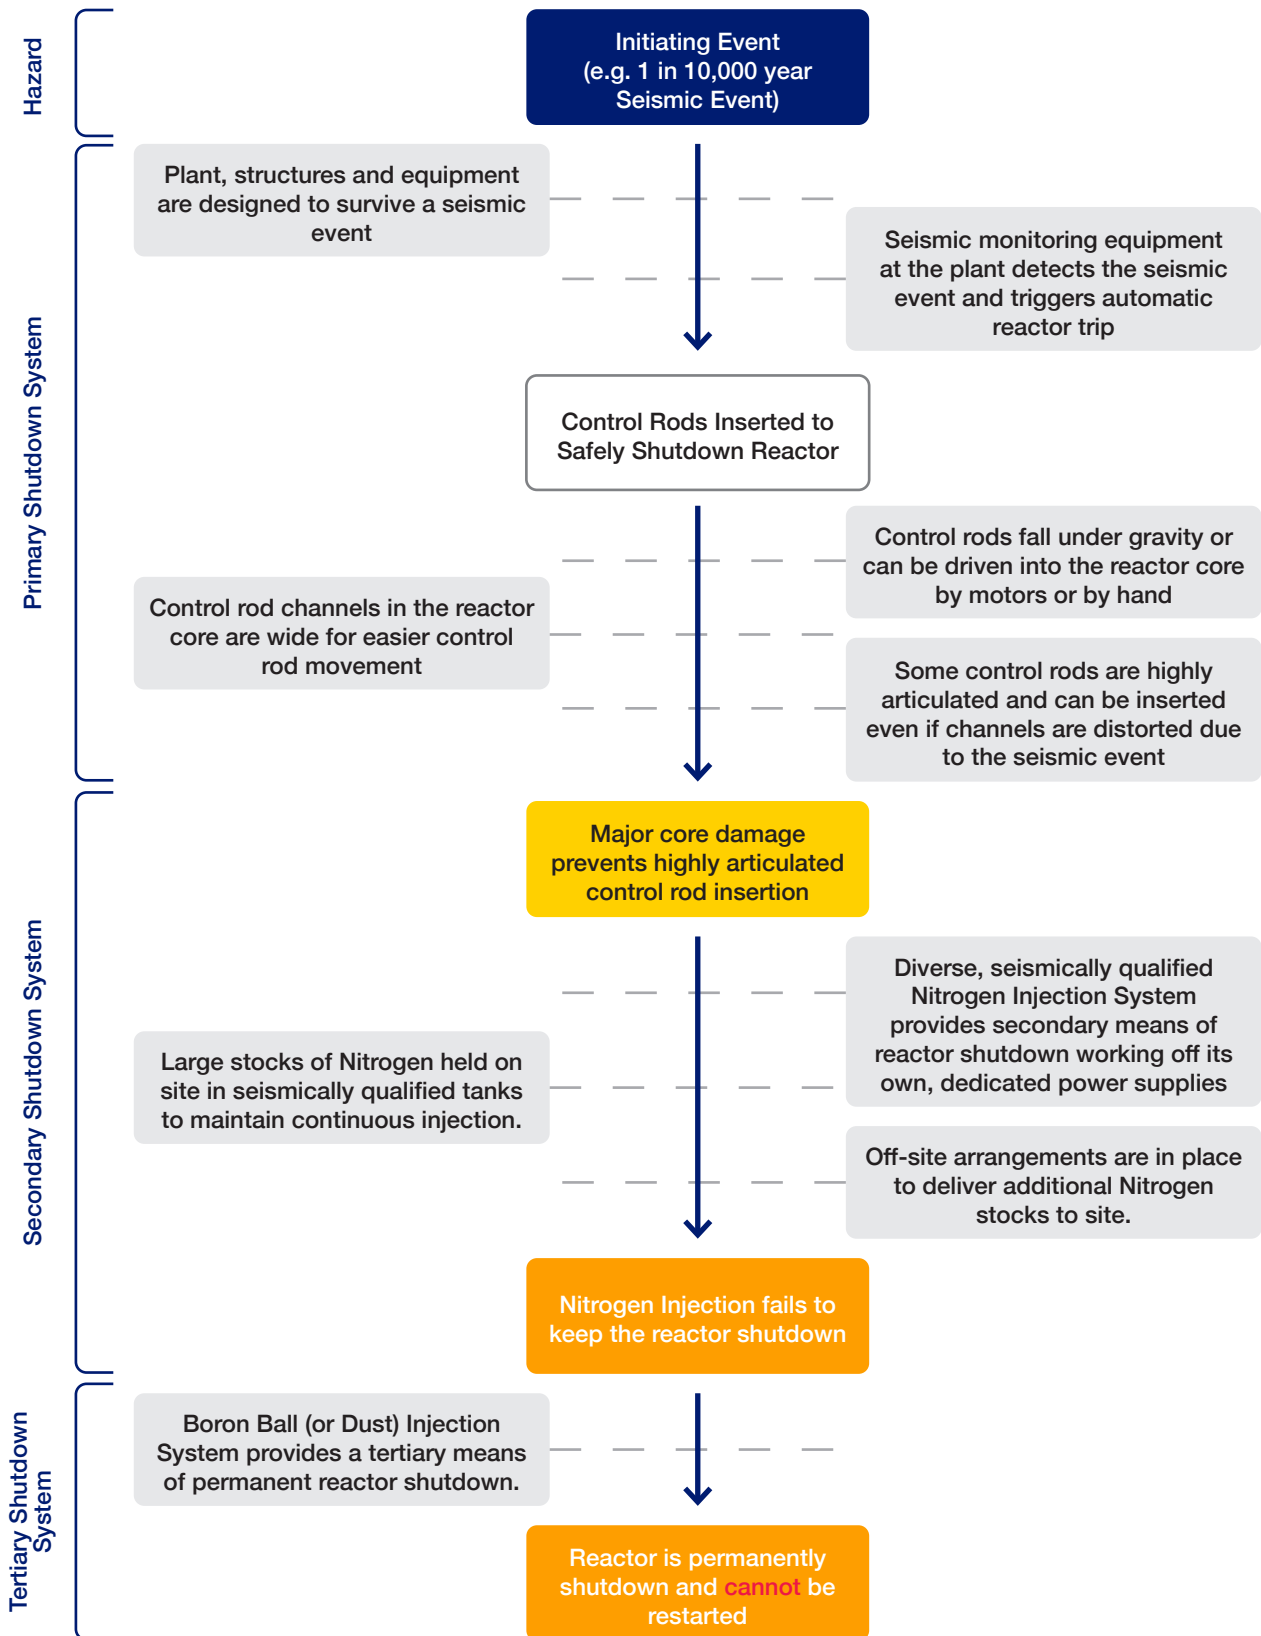 Hazard
Initiating Event
(e.g. 1 in 10,000 year
Seismic Event)
Primary Shutdown System
Plant, structures and equipment
are designed to survive a seismic
event
Seismic monitoring equipment
at the plant detects the seismic
event and triggers automatic
reactor trip
Control Rods Inserted to
Safely Shutdown Reactor
Control rods fall under gravity or
can be driven into the reactor core
by motors or by hand
Control rod channels in the reactor
core are wide for easier control
rod movement
Some control rods are highly
articulated and can be inserted
even if channels are distorted due
to the seismic event
Secondary Shutdown System
Major core damage
prevents highly articulated
control rod insertion
Diverse, seismically qualified
Nitrogen Injection System
provides secondary means of
reactor shutdown working off its
own, dedicated power supplies
Large stocks of Nitrogen held on
site in seismically qualified tanks
to maintain continuous injection.
Off-site arrangements are in place
to deliver additional Nitrogen
stocks to site.
Nitrogen Injection fails to
keep the reactor shutdown
Tertiary Shutdown
System
Boron Ball (or Dust) Injection
System provides a tertiary means
of permanent reactor shutdown.
Reactor is permanently
shutdown and cannot be
restarted